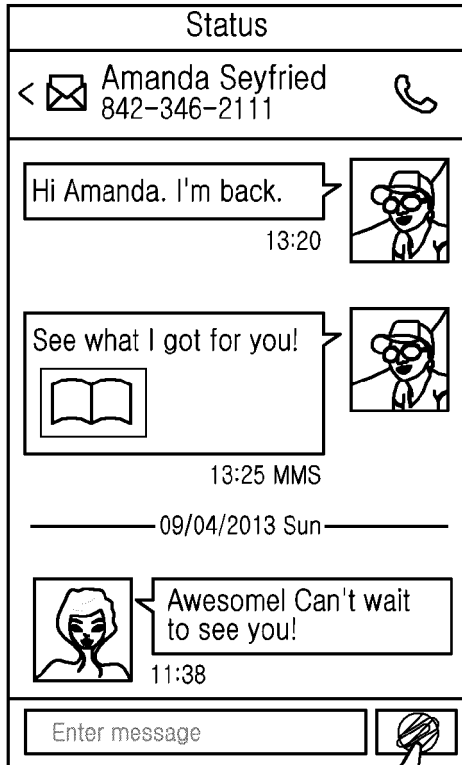 Status
< Amanda Seyfried
842-346-2111
Hi Amanda. I'm back.
13:20
See what I got for you!
13:25 MMS
09/04/2013 Sun
Awesomel Can't wait
to see you!
11:38
Enter message